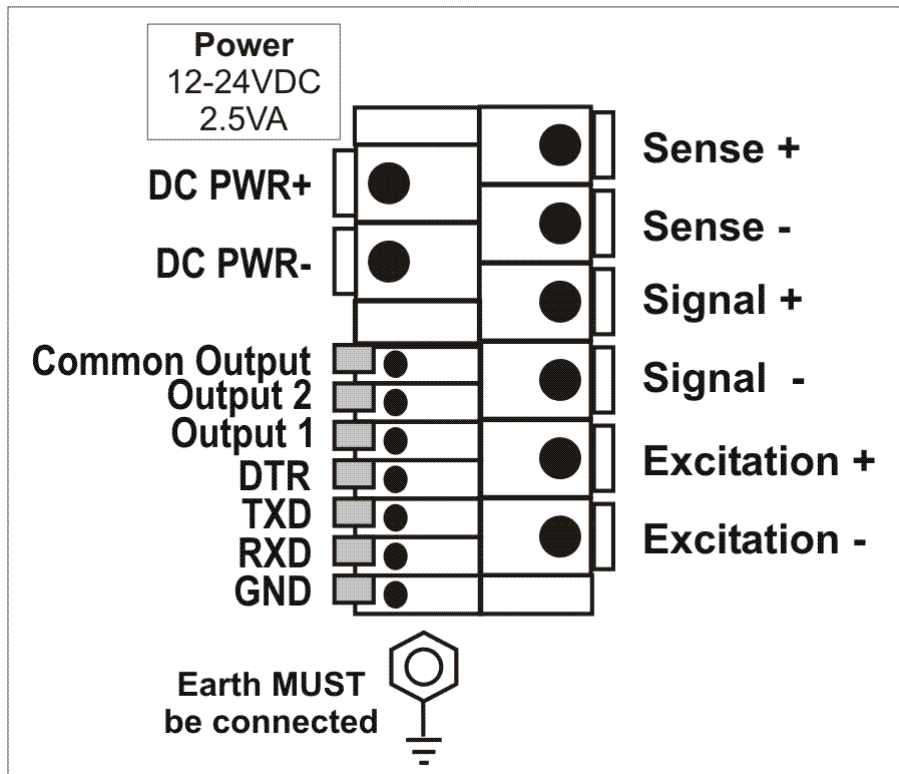 Power
12-24VDC
2.5VA
DC PWR+
DC PWR-
Common Output
Output 2
Output 1
DTR
TXD
RXD
GND
Sense +
Sense -
Signal +
Signal -
Excitation +
Excitation -
Earth MUST
be connected